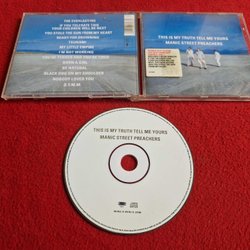 THE EVERLASTING
IF YOU TOLERATE THIS
YOUR CHILDREN WILL BE NEXT
YOU STOLE THE SUN FROM MY HEART
READY FOR DROWNING
TSUNAMI
MY LITTLE EMPIRE
I'M NOT WORKING
YOU'RE TENDER AND YOU'RE TIRED
BORN A GIRL
BE NATURAL
BLACK DOG ON MY SHOULDER
NOBODY LOVED YOU
S.Y.M.M.
THIS IS MY TRUTH TELL ME YOURS
MANIC STREET PREACHERS
THIS IS MY TRUTH TELL ME YOURS
MANIC STREET PREACHERS